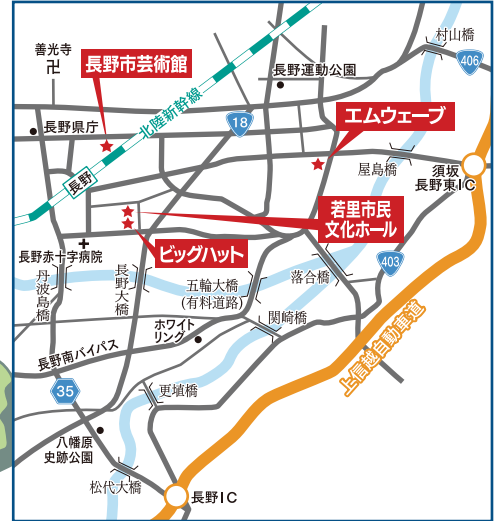 村山橋
406
善光寺
卍
長野市芸術館
長野運動公園
北陸新幹線
18
エムウェーブ
長野県庁
屋島橋
須坂
長野東IC
長野
若里市民
文化ホール
ビッグハット
長野赤十字病院
403
丹波島橋
長野大橋
五輪大橋
(有料道路)
落合橋
関崎橋
ホワイト
リング
上信越自動車道
長野南バイパス
35
更埴橋
八幡原
史跡公園
松代大橋
長野IC